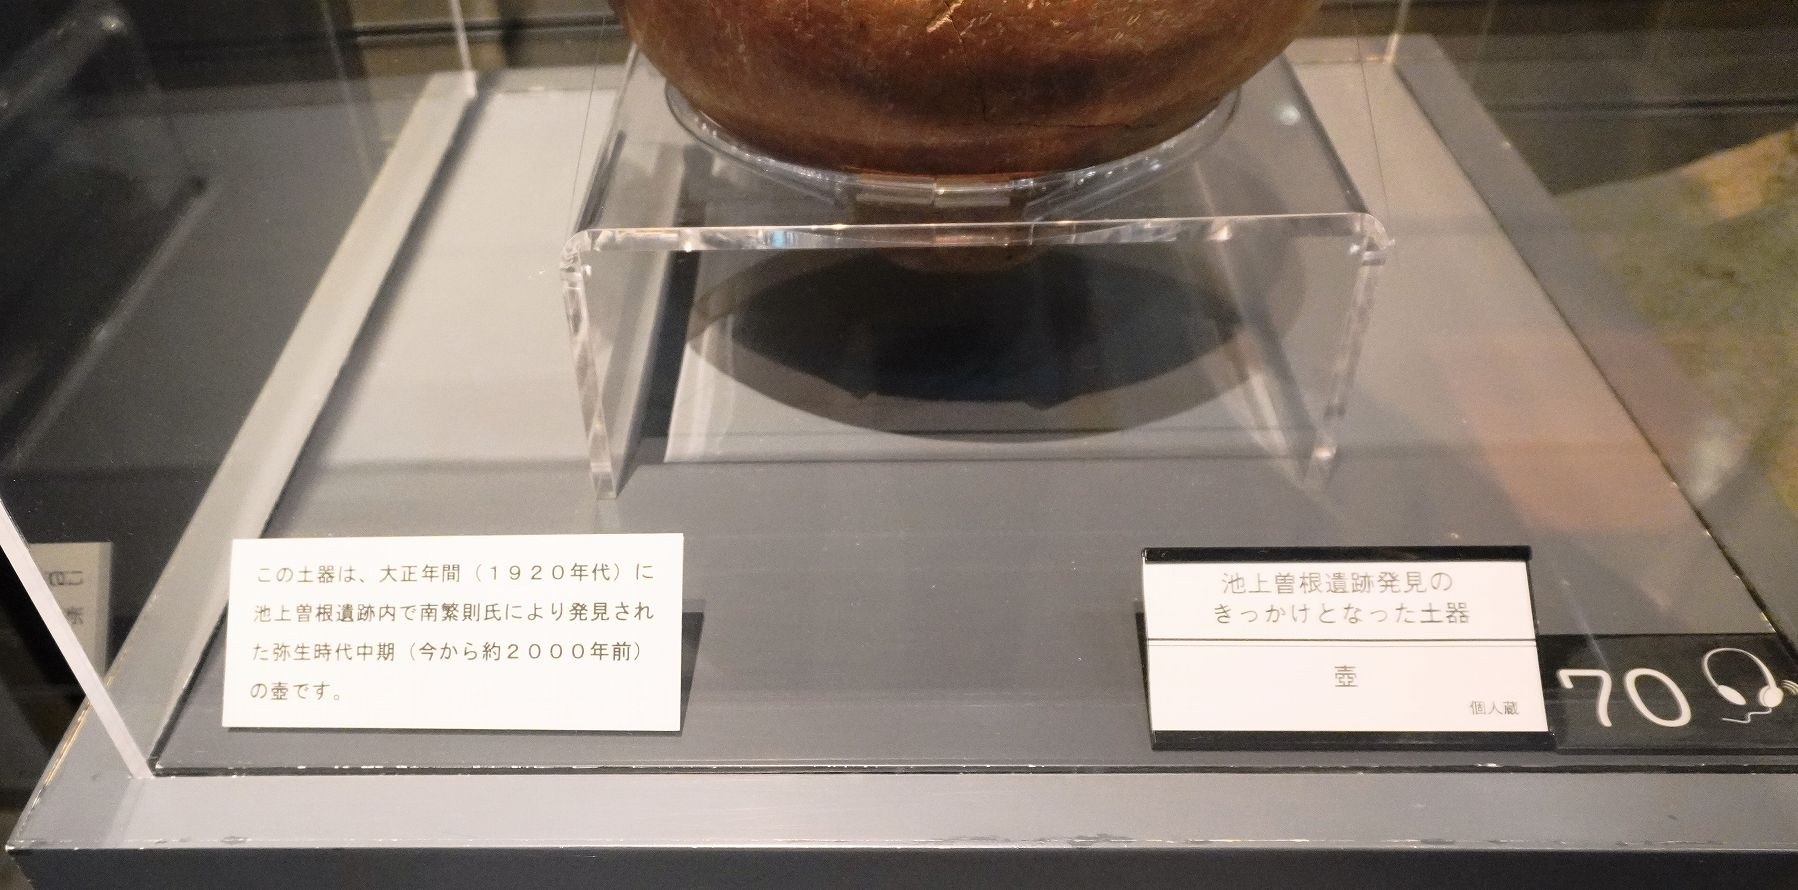 この土器は、大正年間（１９２０年代）に
池上曽根遺跡内で南繁則氏により発見され
た弥生時代中期（今から約２０００年前）
の壺です。
池上曽根遺跡発見の
きっかけとなった土器
壺
個人蔵
70